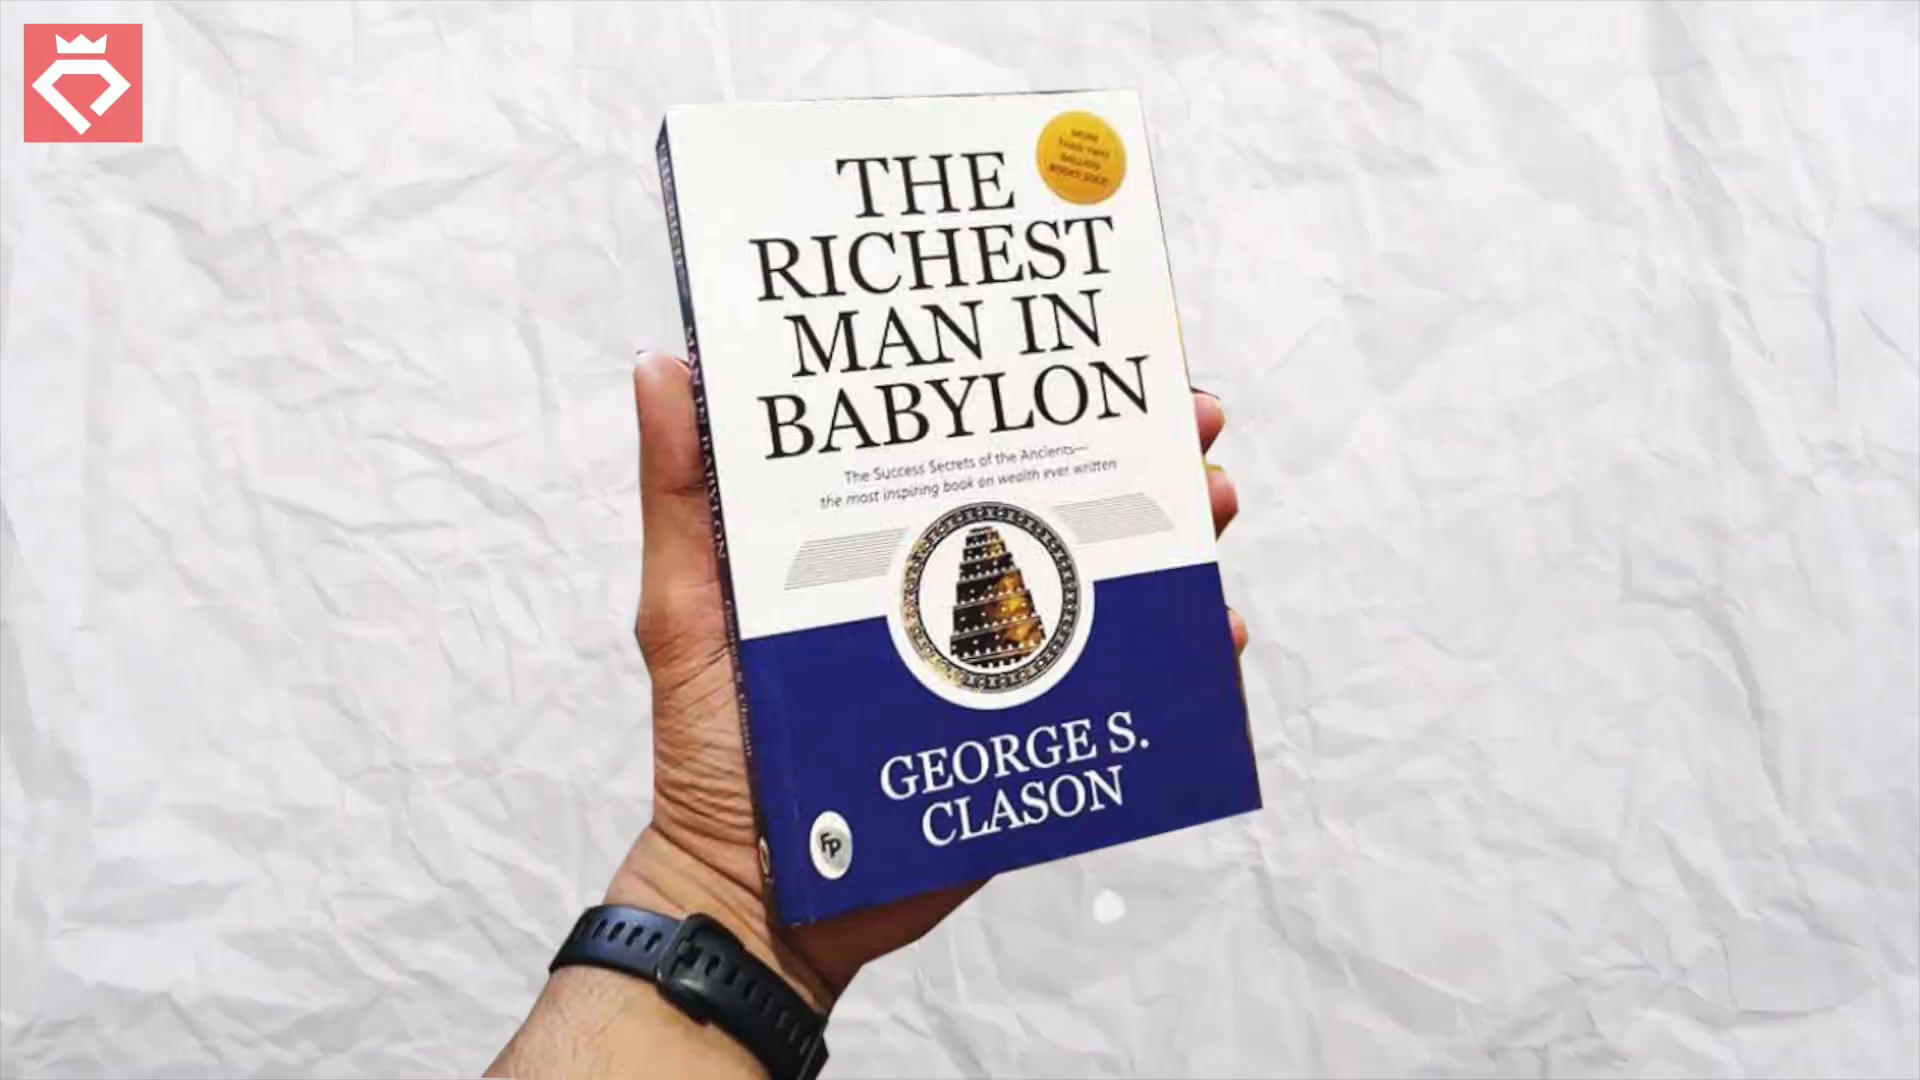 THE
RICHEST
MAN IN
BABYLON
The Success Secrets of the Ancients—
the most inspiring book on wealth ever written
GEORGE S.
CLASON
Fp